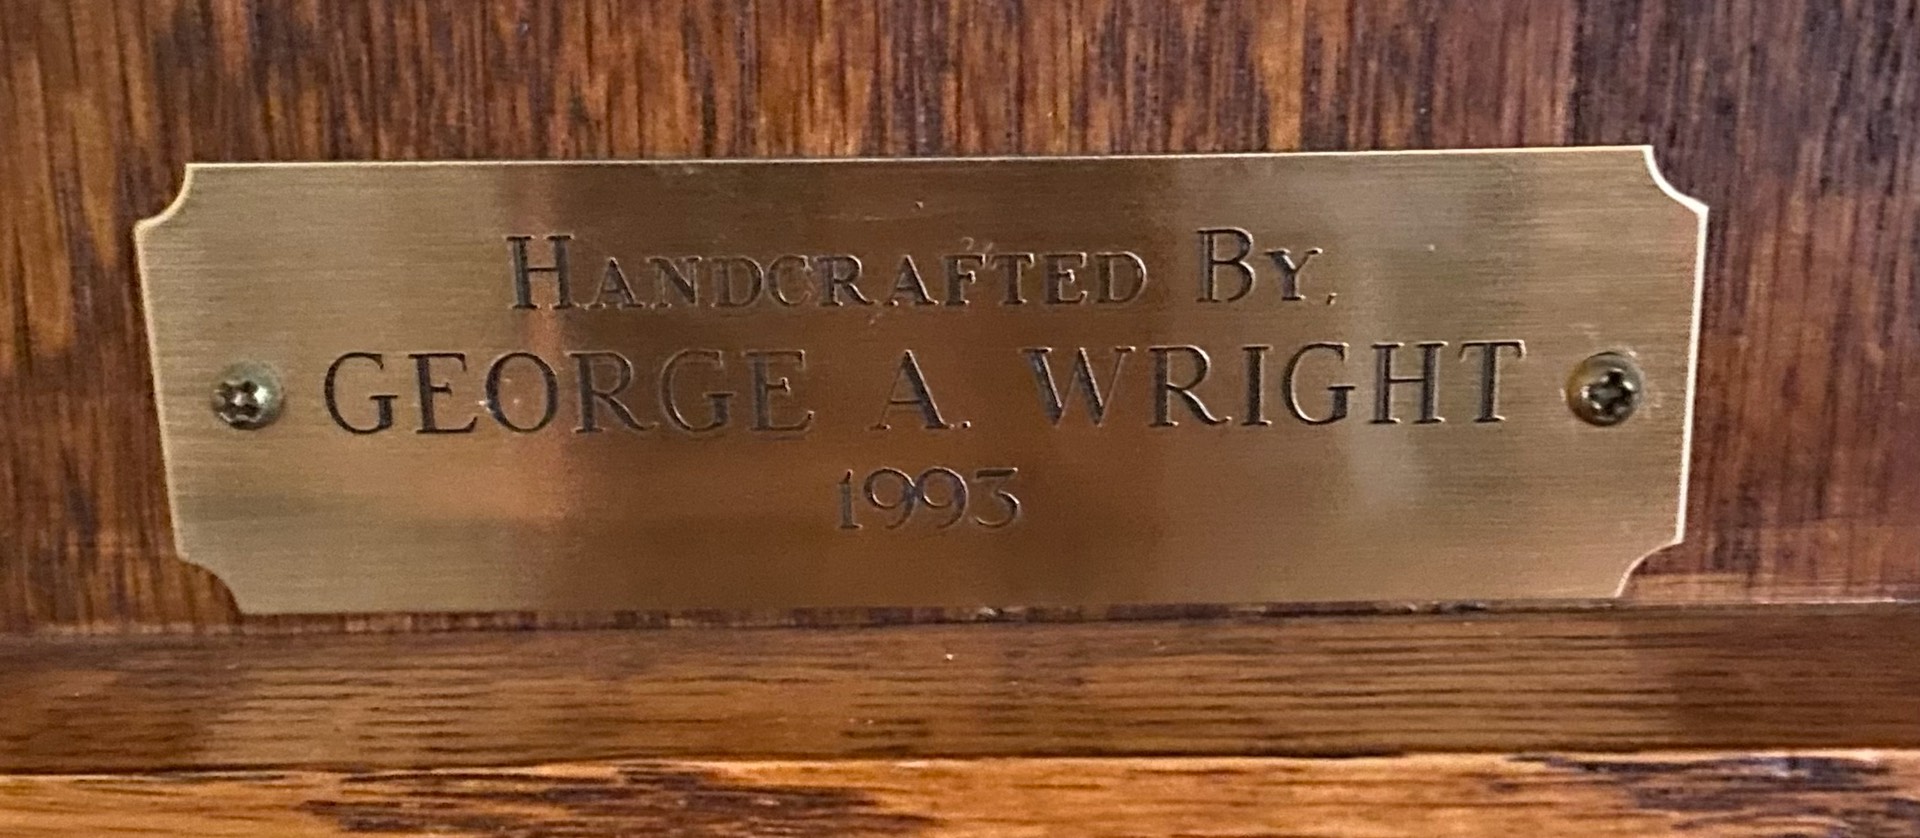 Handcrafted By.
GEORGE A. WRIGHT
1993